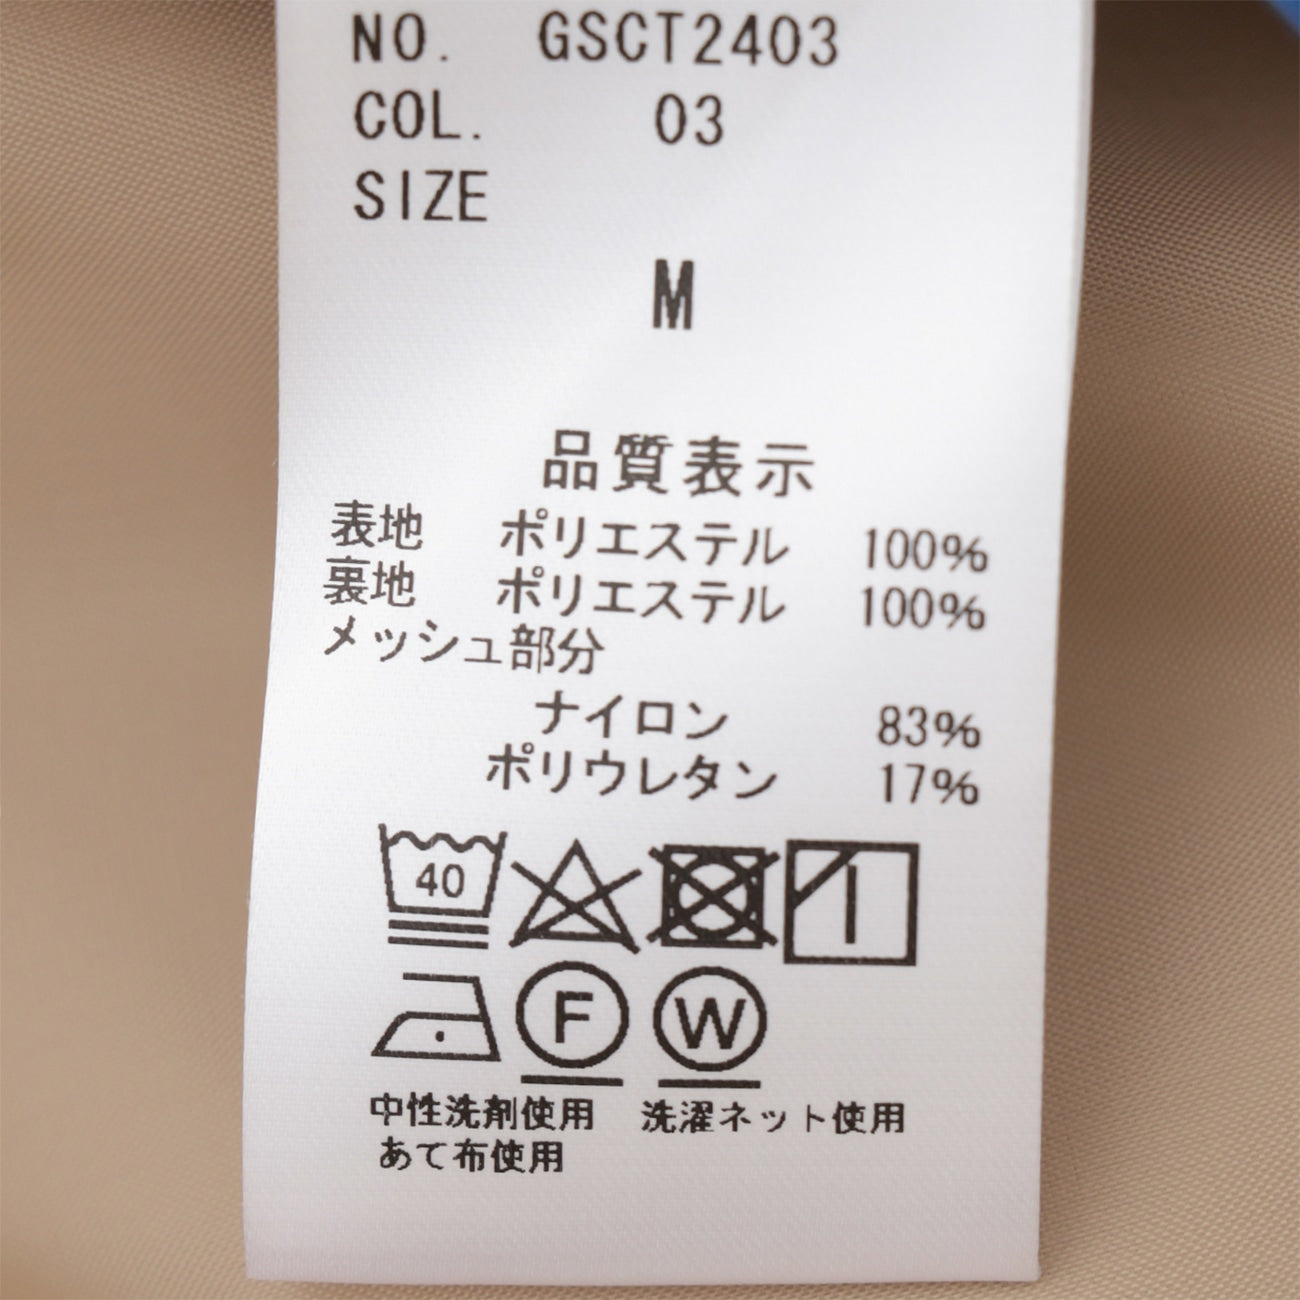 NO. GSCT2403
COL. 03
SIZE
M
品質表示
表地 ポリエステル 100%
裏地 ポリエステル 100%
メッシュ部分
ナイロン 83%
ポリウレタン 17%
40
F W
中性洗剤使用 洗濯ネット使用
あて布使用